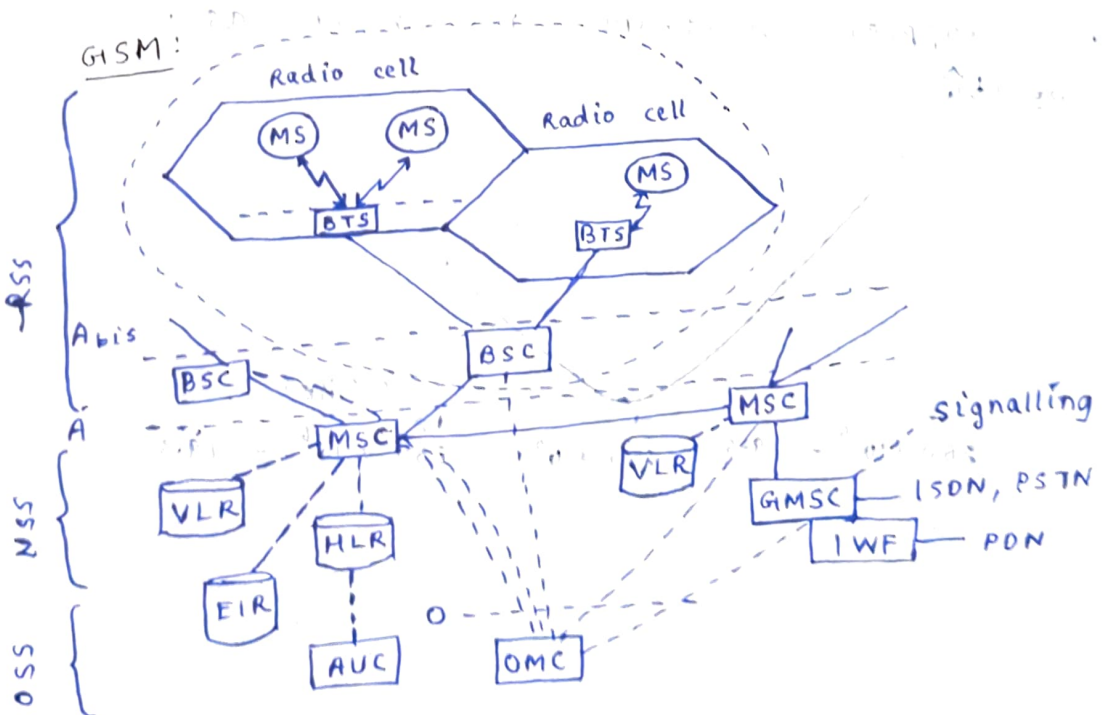 GSM:
Radio cell
Radio cell
MS
MS
MS
BTS
BTS
RSS
Abis
BSC
BSC
MSC
A
MSC
signalling
VLR
GMSC
ISDN, PSTN
VLR
NSS
HLR
IWF
PDN
EIR
O
H
AUC
OMC
OSS